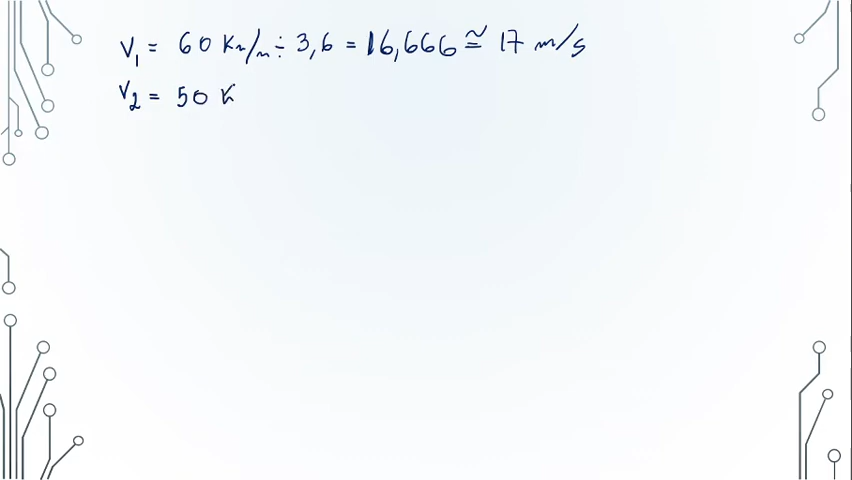 V₁ = 60 Km/h ÷ 3,6 = 16,666 ≅ 17 m/s
V₂ = 50 K